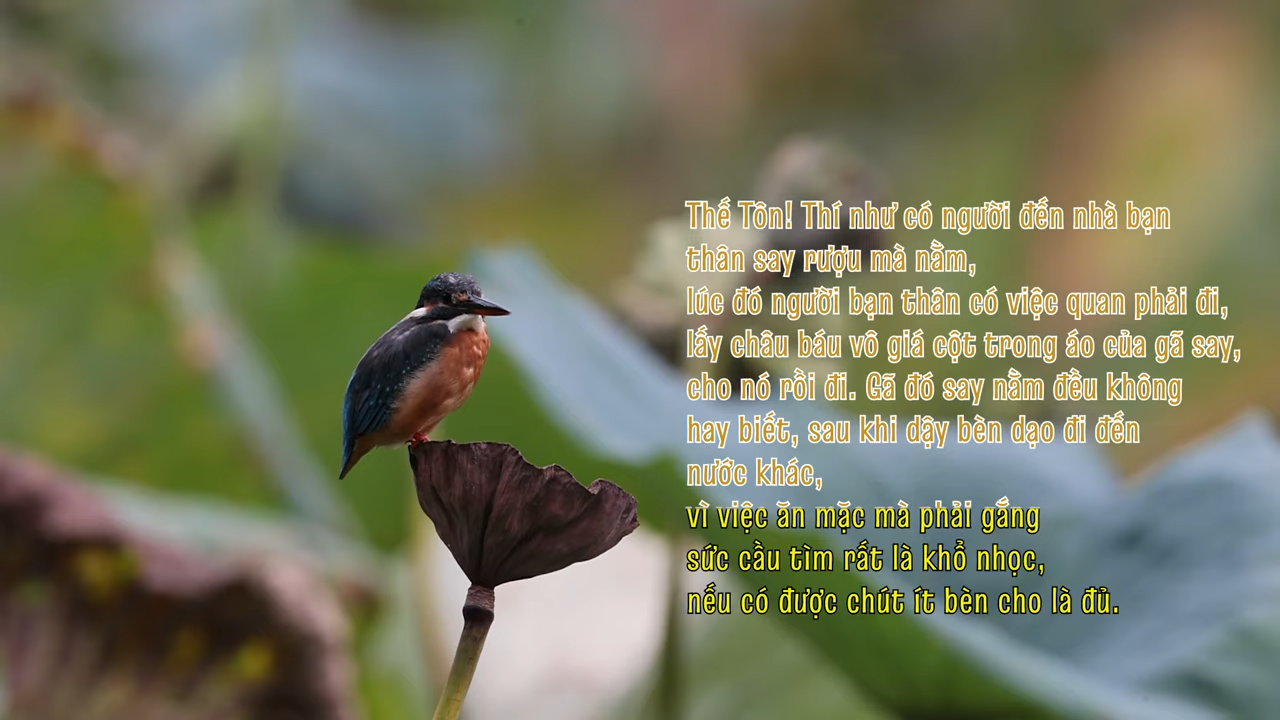 Thế Tôn! Thí như có người đến nhà bạn
thân say rượu mà nằm,
lúc đó người bạn thân có việc quan phải đi,
lấy châu báu vô giá cột trong áo của gã say,
cho nó rồi đi. Gã đó say nằm đều không
hay biết, sau khi dậy bèn dạo đi đến
nước khác,
vì việc ăn mặc mà phải gắng
sức cầu tìm rất là khổ nhọc,
nếu có được chút ít bèn cho là đủ.